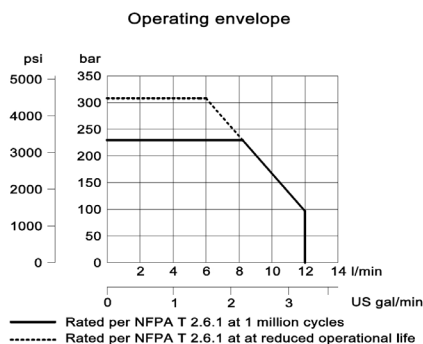 Operating envelope
psi bar
350
5000
300
4000
250
3000 200
150
2000
100
1000
50
0 0
2 4 6 8 10 12 14 l/min
0 1 2 3 US gal/min
Rated per NFPA T 2.6.1 at 1 million cycles
Rated per NFPA T 2.6.1 at at reduced operational life